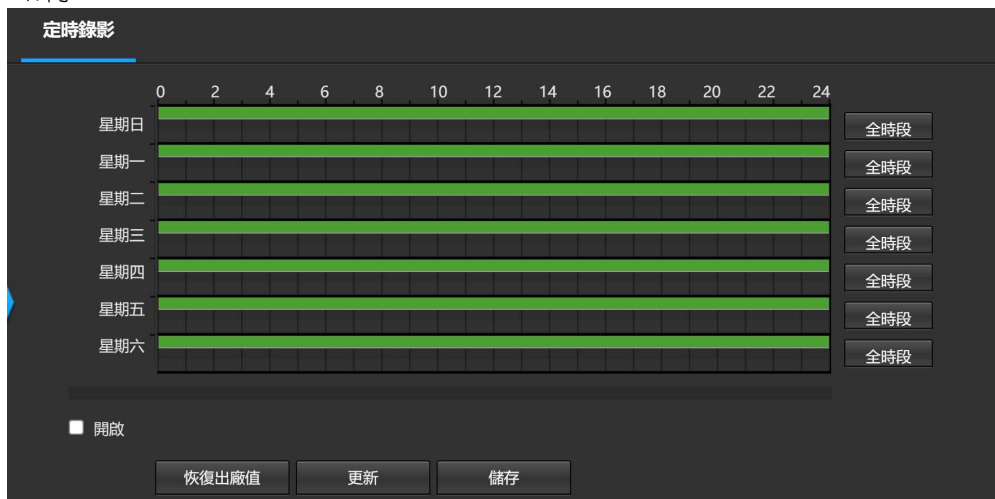 定時錄影
0 2 4 6 8 10 12 14 16 18 20 22 24
星期日 全時段
星期一 全時段
星期二 全時段
星期三 全時段
星期四 全時段
星期五 全時段
星期六 全時段
開啟
恢復出廠值 更新 儲存